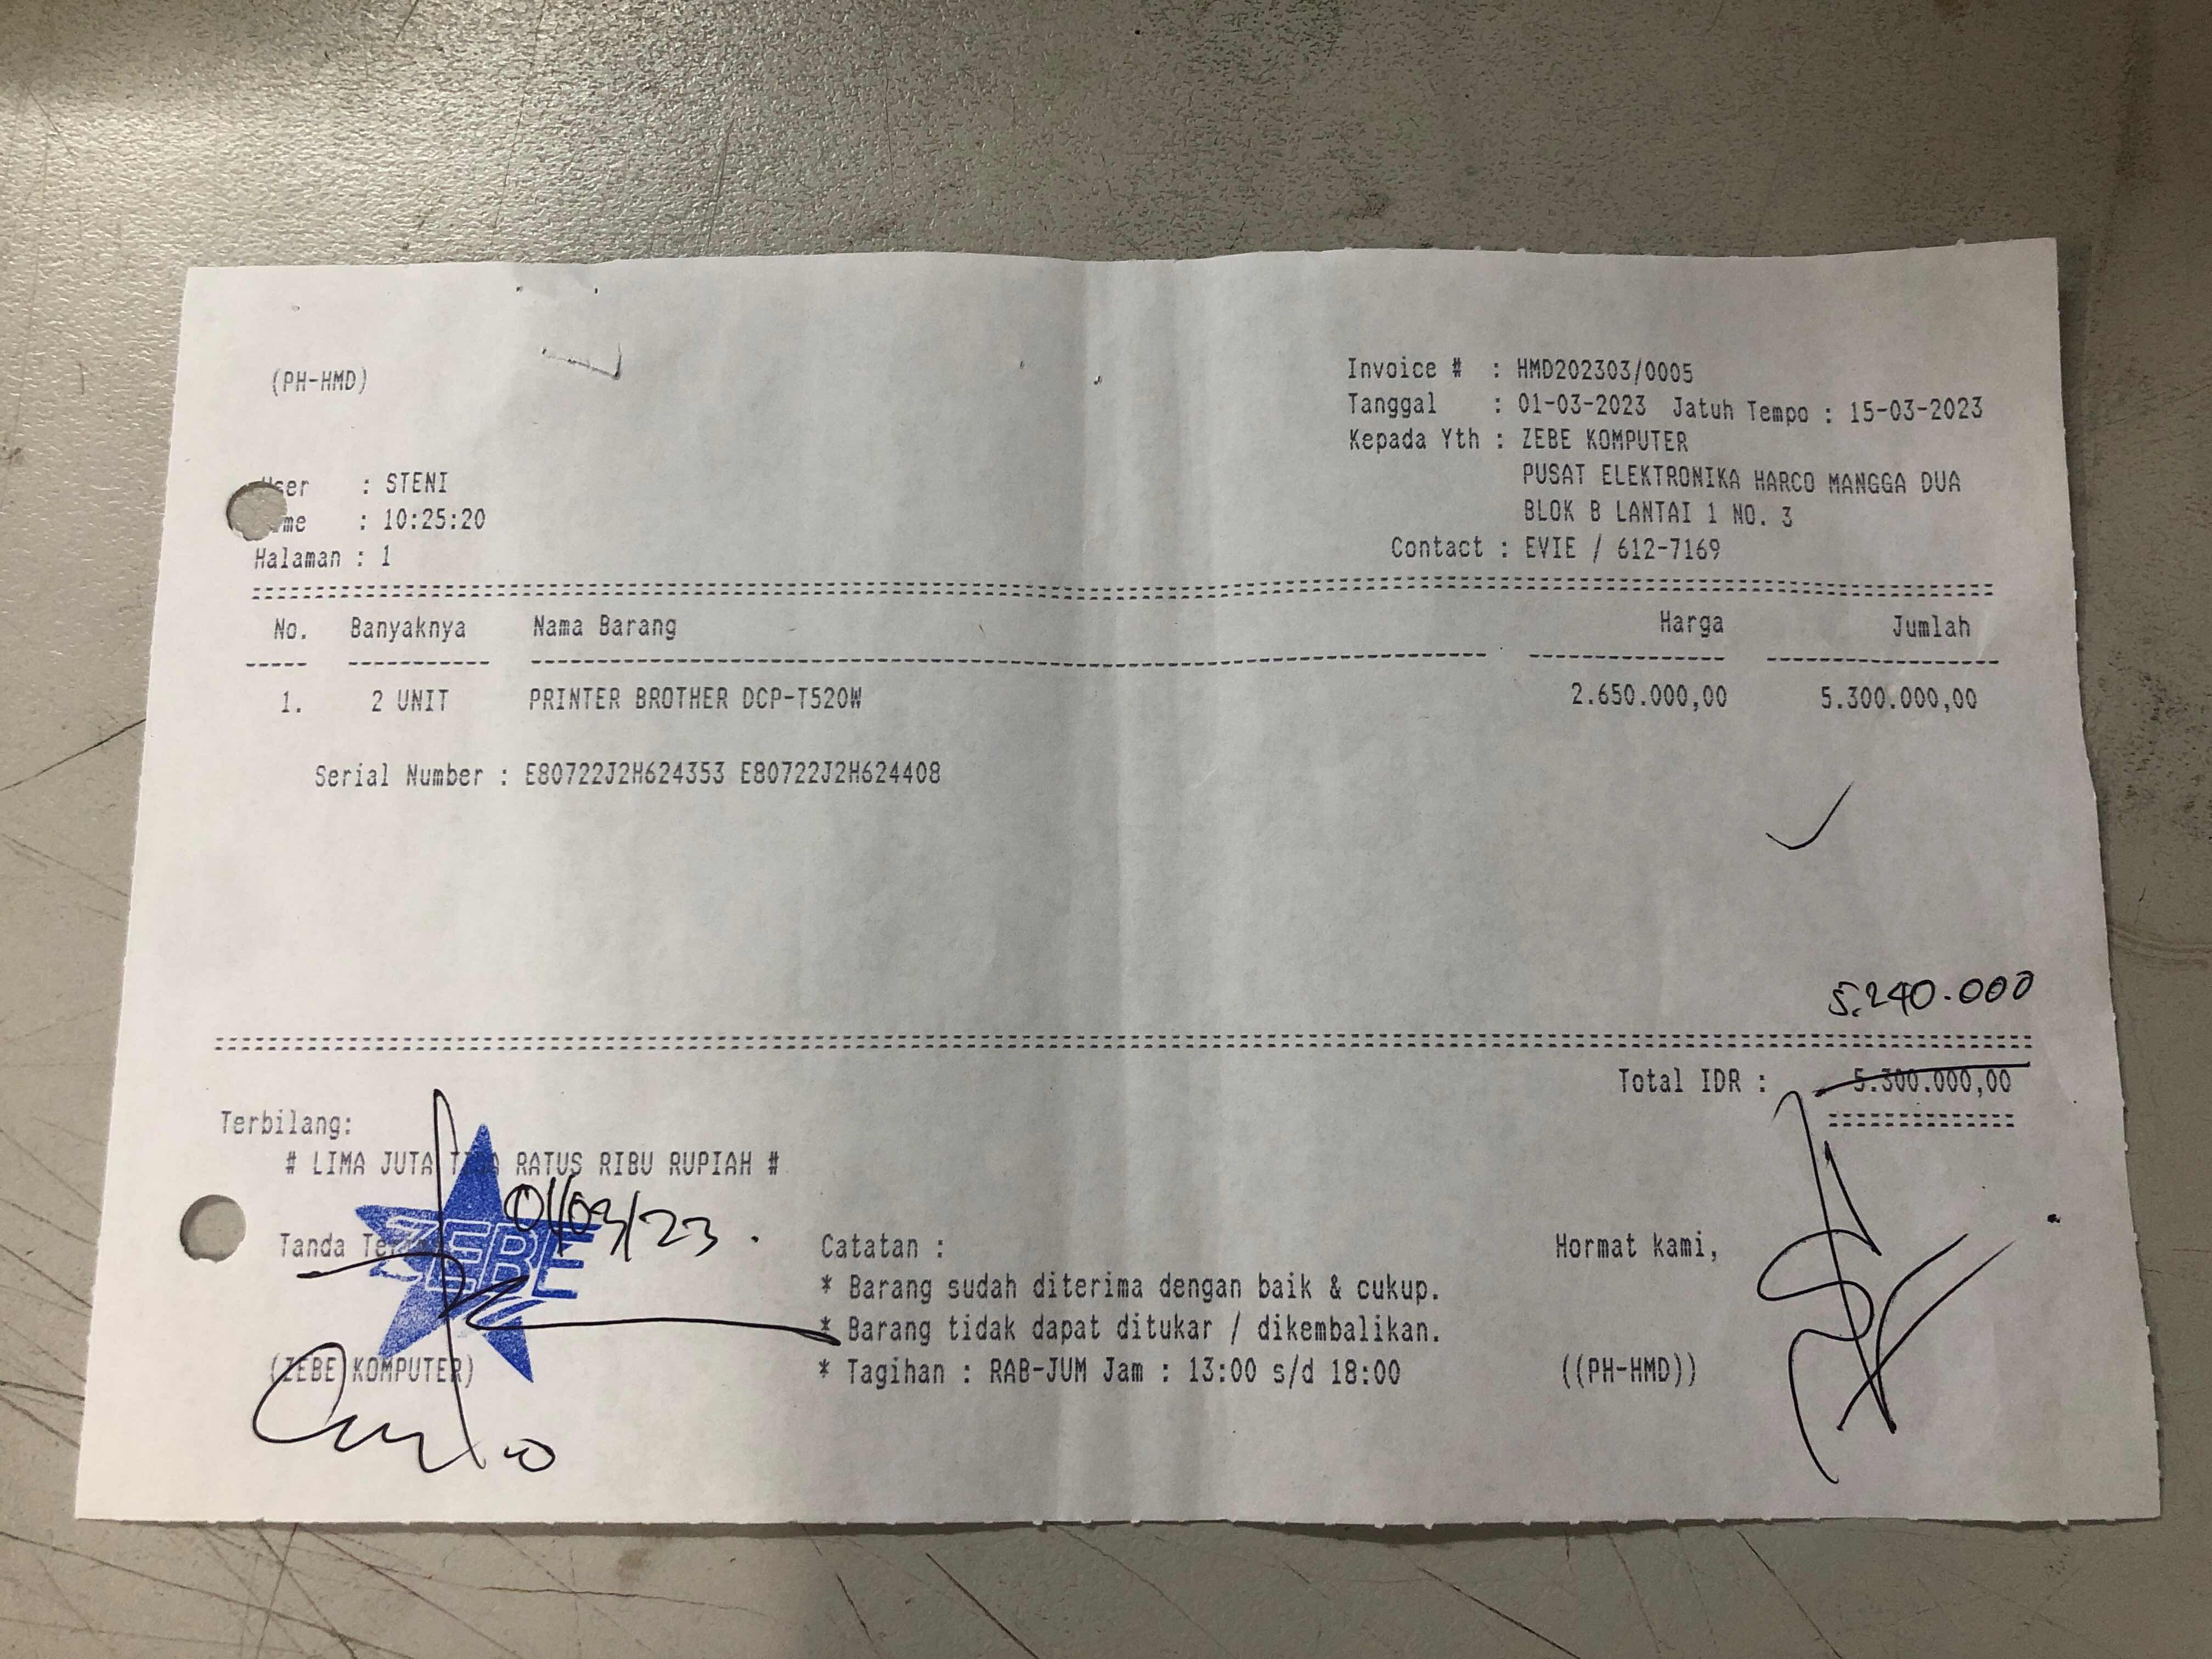 (PH-HMD)
Invoice # : HMD202303/0005
Tanggal : 01-03-2023 Jatuh Tempo : 15-03-2023
Kepada Yth : ZEBE KOMPUTER
PUSAT ELEKTRONIKA HARCO MANGGA DUA
BLOK B LANTAI 1 NO. 3
Contact : EVIE / 612-7169
: STENI
: 10:25:20
Halaman : 1
No. Banyaknya Nama Barang Harga Jumlah
1. 2 UNIT PRINTER BROTHER DCP-T520W 2.650.000,00 5.300.000,00
Serial Number : E80722J2H624353 E80722J2H624408
5.240.000
Total IDR : 5.300.000,00
Terbilang:
# LIMA JUTA RATUS RIBU RUPIAH #
01/03/23.
Tanda
ZEBE
(ZEBE KOMPUTER)
Catatan :
* Barang sudah diterima dengan baik & cukup.
* Barang tidak dapat ditukar / dikembalikan.
* Tagihan : RAB-JUM Jam : 13:00 s/d 18:00
Hormat kami,
((PH-HMD))